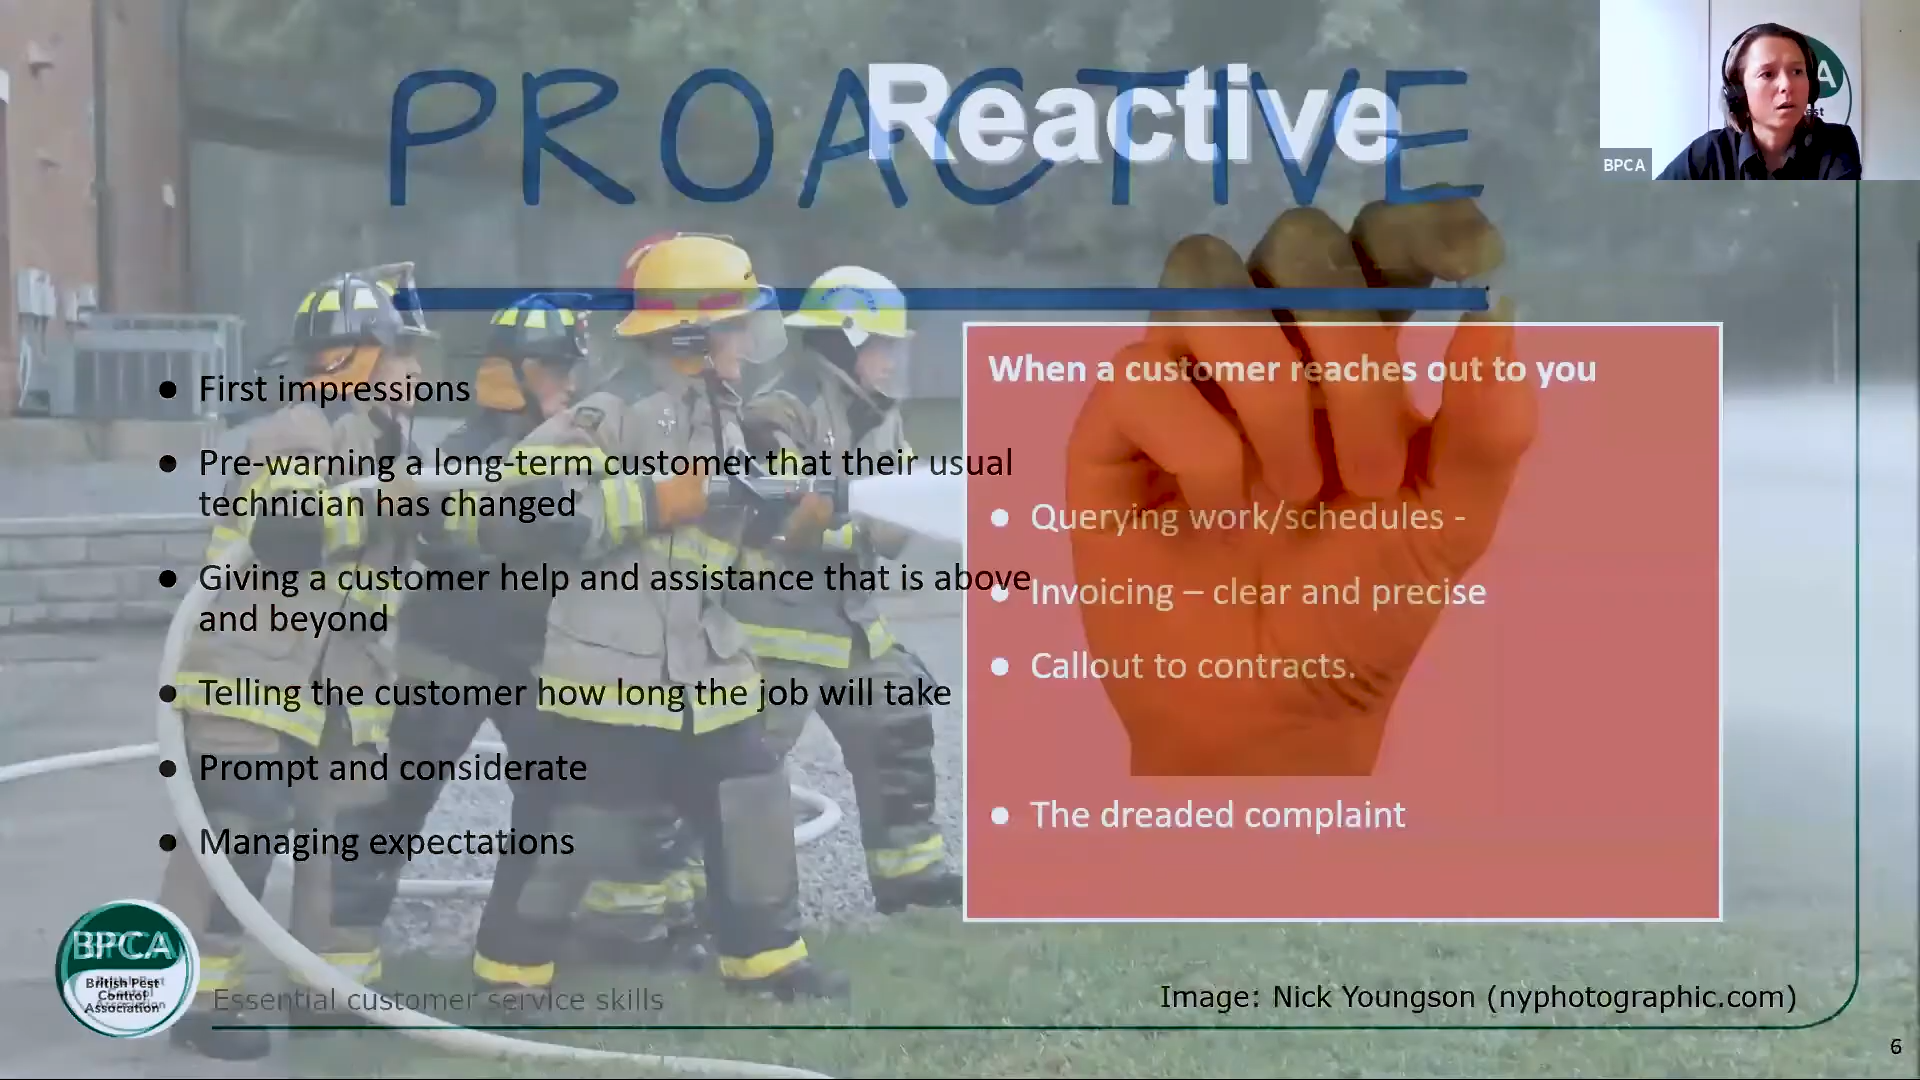 PROACTIVE
Reactive
BPCA
When a customer reaches out to you
● First impressions
● Pre-warning a long-term customer that their usual
technician has changed
● Giving a customer help and assistance that is above
and beyond
● Telling the customer how long the job will take
● Prompt and considerate
● Managing expectations
● Querying work/schedules -
● Invoicing – clear and precise
● Callout to contracts.
● The dreaded complaint
BPCA
British Pest
Control
Association
Essential customer service skills
Image: Nick Youngson (nyphotographic.com)
6